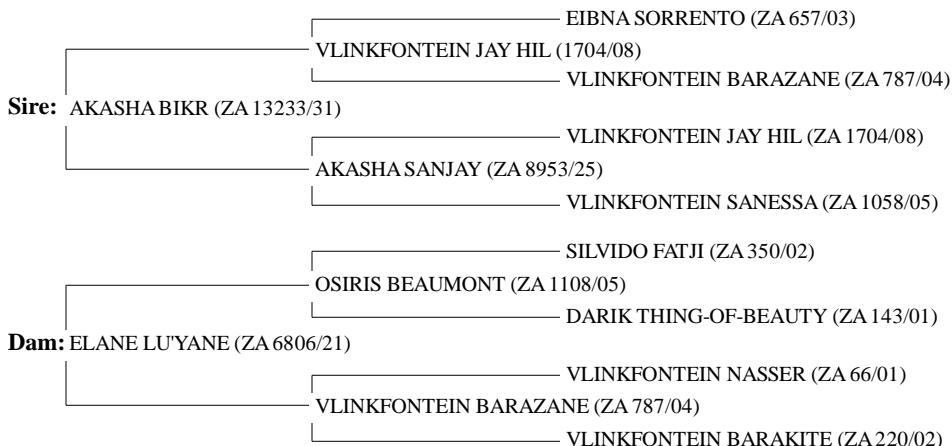 EIBNA SORRENTO (ZA 657/03)
VLINKFONTEIN JAY HIL (1704/08)
VLINKFONTEIN BARAZANE (ZA 787/04)
Sire: AKASHA BIKR (ZA 13233/31)
VLINKFONTEIN JAY HIL (ZA 1704/08)
AKASHA SANJAY (ZA 8953/25)
VLINKFONTEIN SANESSA (ZA 1058/05)
SILVIDO FATJI (ZA 350/02)
OSIRIS BEAUMONT (ZA 1108/05)
DARIK THING-OF-BEAUTY (ZA 143/01)
Dam: ELANE LU'YANE (ZA 6806/21)
VLINKFONTEIN NASSER (ZA 66/01)
VLINKFONTEIN BARAZANE (ZA 787/04)
VLINKFONTEIN BARAKITE (ZA 220/02)